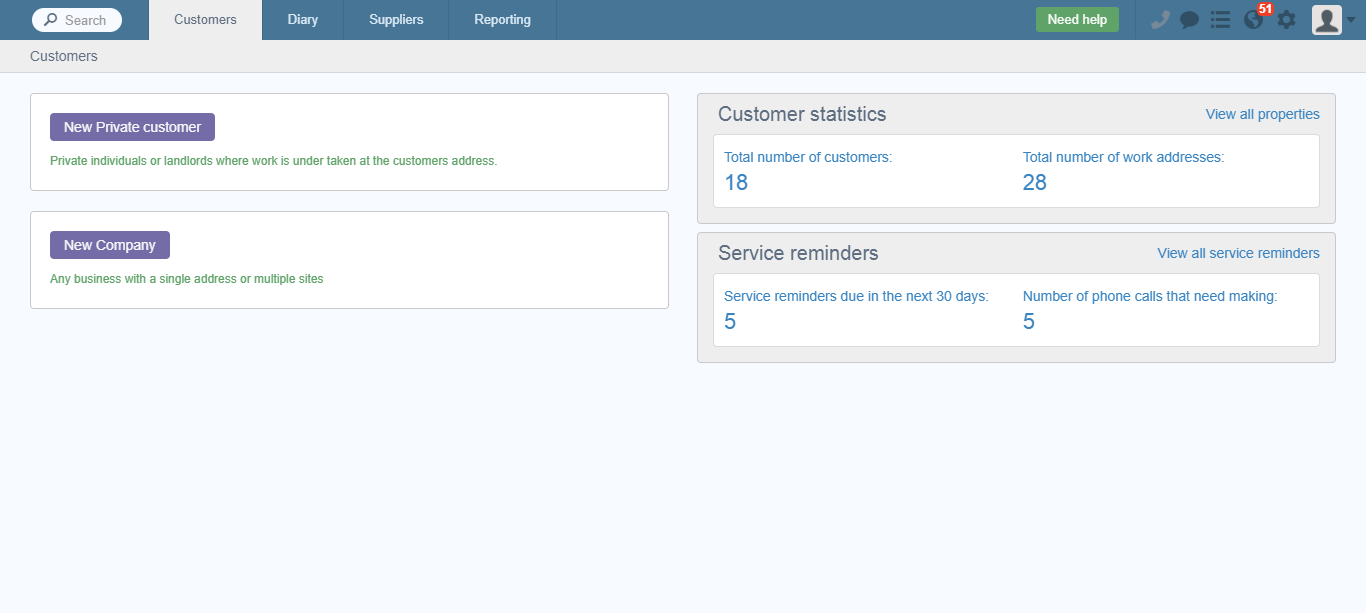 Search
Customers
Diary
Suppliers
Reporting
Need help
51
Customers
New Private customer
Private individuals or landlords where work is under taken at the customers address.
New Company
Any business with a single address or multiple sites
Customer statistics
View all properties
Total number of customers:
18
Total number of work addresses:
28
Service reminders
View all service reminders
Service reminders due in the next 30 days:
5
Number of phone calls that need making:
5